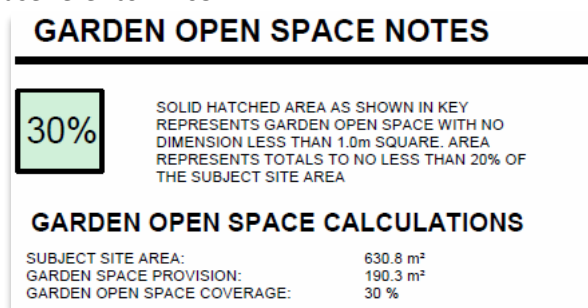 GARDEN OPEN SPACE NOTES
30%
SOLID HATCHED AREA AS SHOWN IN KEY
REPRESENTS GARDEN OPEN SPACE WITH NO
DIMENSION LESS THAN 1.0m SQUARE. AREA
REPRESENTS TOTALS TO NO LESS THAN 20% OF
THE SUBJECT SITE AREA
GARDEN OPEN SPACE CALCULATIONS
SUBJECT SITE AREA: 630.8 m²
GARDEN SPACE PROVISION: 190.3 m²
GARDEN OPEN SPACE COVERAGE: 30 %